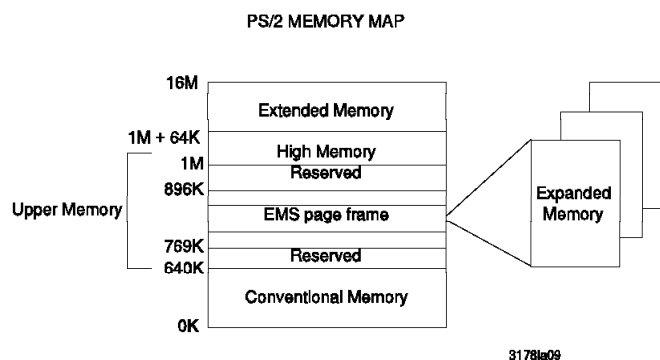 PS/2 MEMORY MAP
16M
Extended Memory
1M + 64K
High Memory
1M
Reserved
896K
Upper Memory
EMS page frame
Expanded
Memory
769K
Reserved
640K
Conventional Memory
0K
3178la09